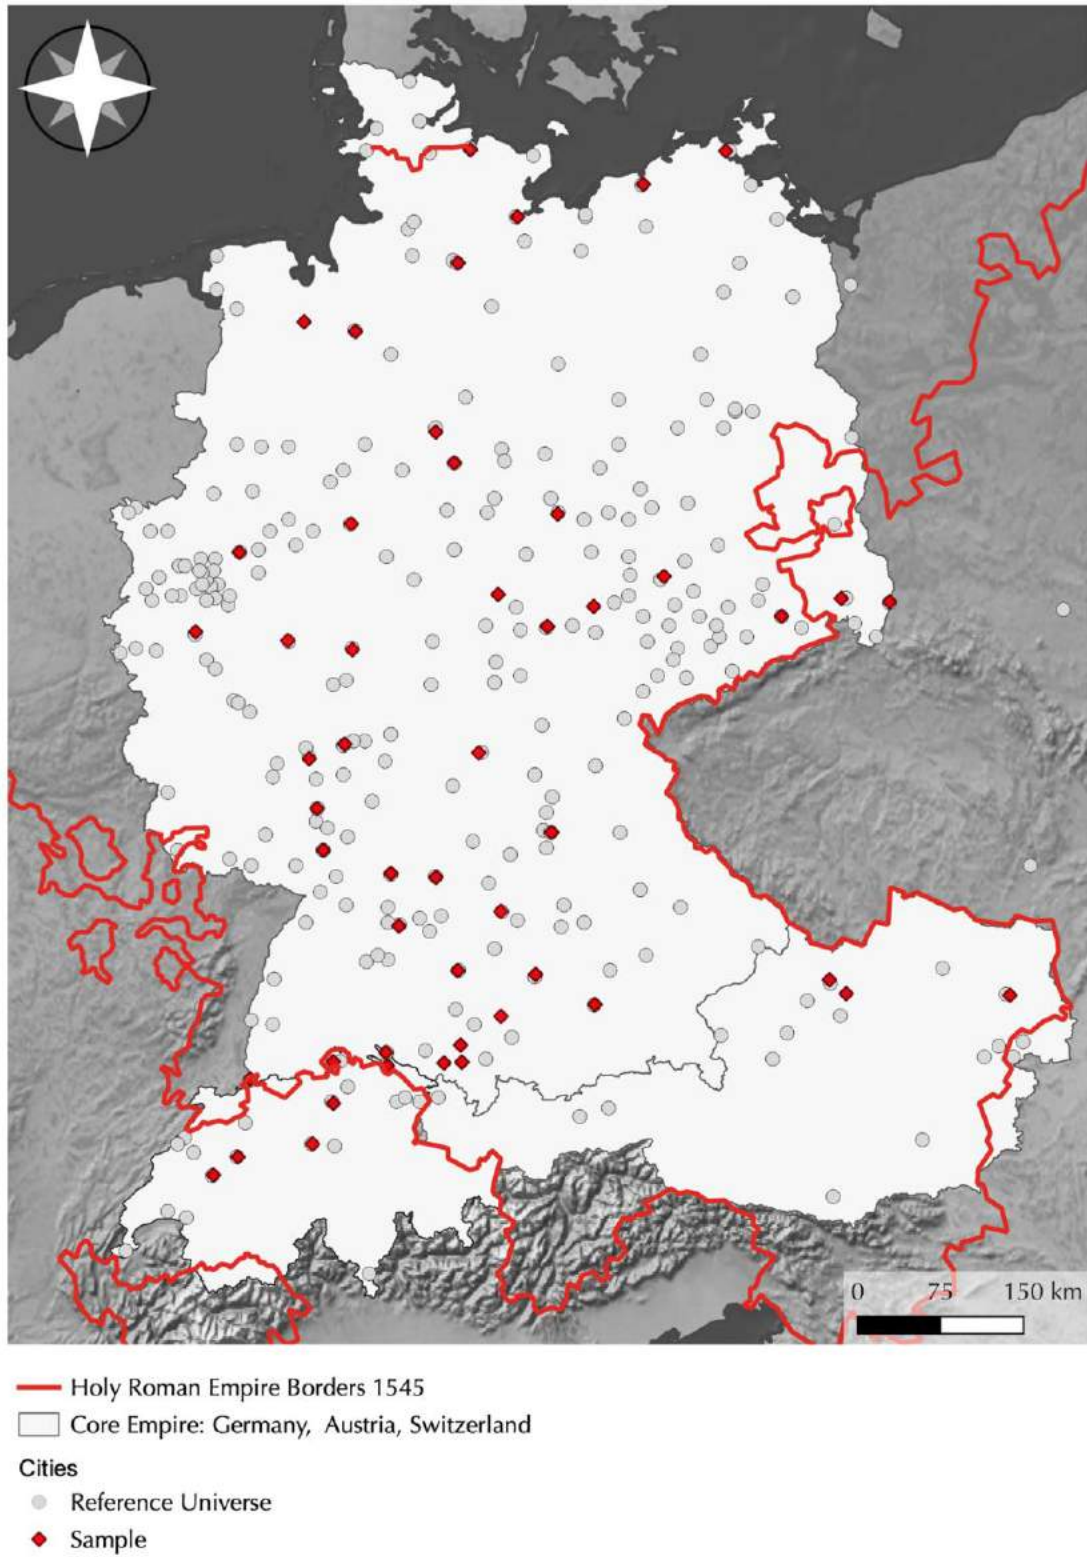 0 75 150 km
Holy Roman Empire Borders 1545
Core Empire: Germany, Austria, Switzerland
Cities
Reference Universe
Sample